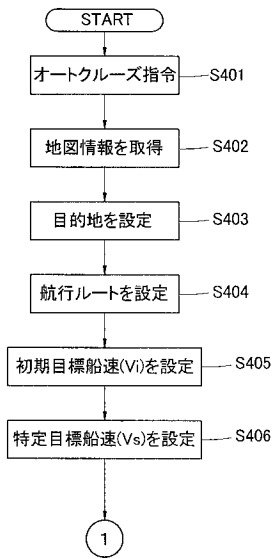 START
オートクルーズ指令 S401
地図情報を取得 S402
目的地を設定 S403
航行ルートを設定 S404
初期目標船速(Vi)を設定 S405
特定目標船速(Vs)を設定 S406
1